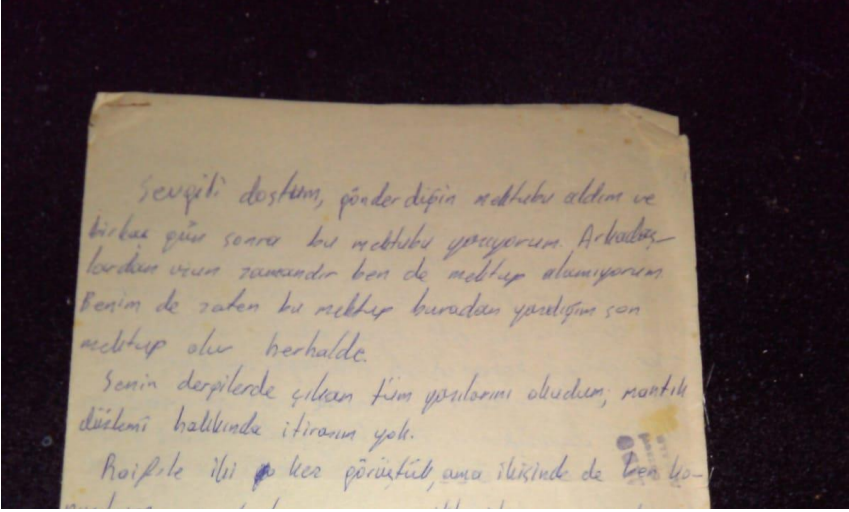 Sevgili dostum, gönderdiğin mektubu aldım ve
birkaç gün sonra bu mektubu yazıyorum. Arkadaş-
lardan uzun zamandır ben de mektup alamıyorum.
Benim de zaten bu mektup buradan yazdığım son
mektup olur herhalde.
Senin dergilerde çıkan tüm yazılarını okudum; mantık
düzlemi hakkında itirazım yok.
Raif'le iki kez görüştük, ama ikisinde de ben